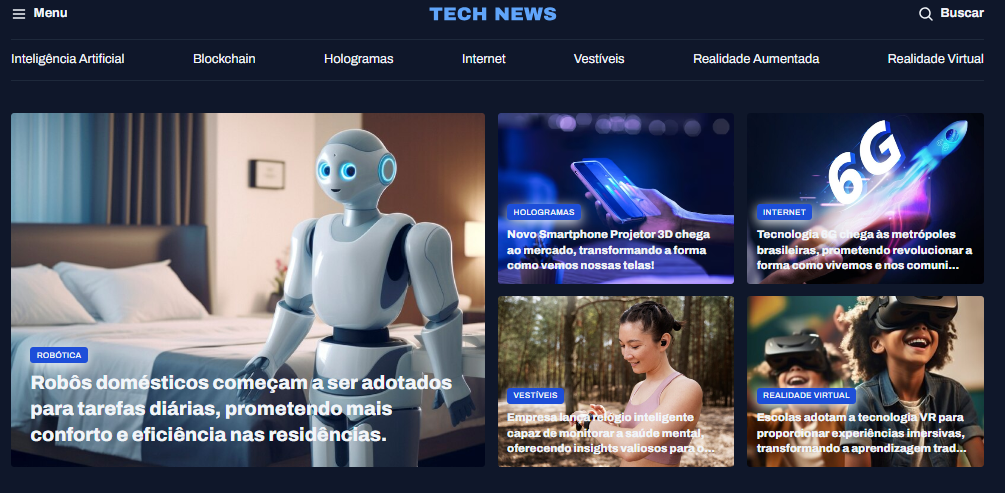 Menu
TECH NEWS
Buscar
Inteligência Artificial
Blockchain
Hologramas
Internet
Vestíveis
Realidade Aumentada
Realidade Virtual
ROBÓTICA
Robôs domésticos começam a ser adotados
para tarefas diárias, prometendo mais
conforto e eficiência nas residências.
HOLOGRAMAS
Novo Smartphone Projetor 3D chega
ao mercado, transformando a forma
como vemos nossas telas!
6G
INTERNET
Tecnologia 6G chega às metrópoles
brasileiras, prometendo revolucionar a
forma como vivemos e nos comuni...
VESTÍVEIS
Empresa lança relógio inteligente
capaz de monitorar a saúde mental,
oferecendo insights valiosos para o...
REALIDADE VIRTUAL
Escolas adotam a tecnologia VR para
proporcionar experiências imersivas,
transformando a aprendizagem trad...